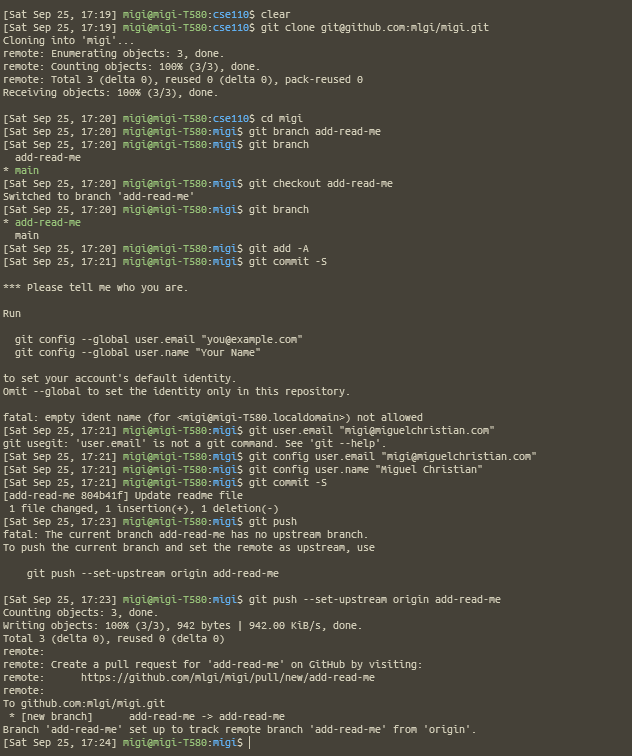 [Sat Sep 25, 17:19] migi@migi-T580:cse110$ clear
[Sat Sep 25, 17:19] migi@migi-T580:cse110$ git clone git@github.com:mlgi/migi.git
Cloning into 'migi'...
remote: Enumerating objects: 3, done.
remote: Counting objects: 100% (3/3), done.
remote: Total 3 (delta 0), reused 0 (delta 0), pack-reused 0
Receiving objects: 100% (3/3), done.

[Sat Sep 25, 17:20] migi@migi-T580:cse110$ cd migi
[Sat Sep 25, 17:20] migi@migi-T580:migi$ git branch add-read-me
[Sat Sep 25, 17:20] migi@migi-T580:migi$ git branch
  add-read-me
* main
[Sat Sep 25, 17:20] migi@migi-T580:migi$ git checkout add-read-me
Switched to branch 'add-read-me'
[Sat Sep 25, 17:20] migi@migi-T580:migi$ git branch
* add-read-me
  main
[Sat Sep 25, 17:20] migi@migi-T580:migi$ git add -A
[Sat Sep 25, 17:21] migi@migi-T580:migi$ git commit -S

*** Please tell me who you are.

Run

  git config --global user.email "you@example.com"
  git config --global user.name "Your Name"

to set your account's default identity.
Omit --global to set the identity only in this repository.

fatal: empty ident name (for <migi@migi-T580.localdomain>) not allowed
[Sat Sep 25, 17:21] migi@migi-T580:migi$ git user.email "migi@miguelchristian.com"
git usegit: 'user.email' is not a git command. See 'git --help'.
[Sat Sep 25, 17:21] migi@migi-T580:migi$ git config user.email "migi@miguelchristian.com"
[Sat Sep 25, 17:21] migi@migi-T580:migi$ git config user.name "Miguel Christian"
[Sat Sep 25, 17:21] migi@migi-T580:migi$ git commit -S
[add-read-me 804b41f] Update readme file
 1 file changed, 1 insertion(+), 1 deletion(-)
[Sat Sep 25, 17:23] migi@migi-T580:migi$ git push
fatal: The current branch add-read-me has no upstream branch.
To push the current branch and set the remote as upstream, use

    git push --set-upstream origin add-read-me

[Sat Sep 25, 17:23] migi@migi-T580:migi$ git push --set-upstream origin add-read-me
Counting objects: 3, done.
Writing objects: 100% (3/3), 942 bytes | 942.00 KiB/s, done.
Total 3 (delta 0), reused 0 (delta 0)
remote:
remote: Create a pull request for 'add-read-me' on GitHub by visiting:
remote:      https://github.com/mlgi/migi/pull/new/add-read-me
remote:
To github.com:mlgi/migi.git
 * [new branch]      add-read-me -> add-read-me
Branch 'add-read-me' set up to track remote branch 'add-read-me' from 'origin'.
[Sat Sep 25, 17:24] migi@migi-T580:migi$